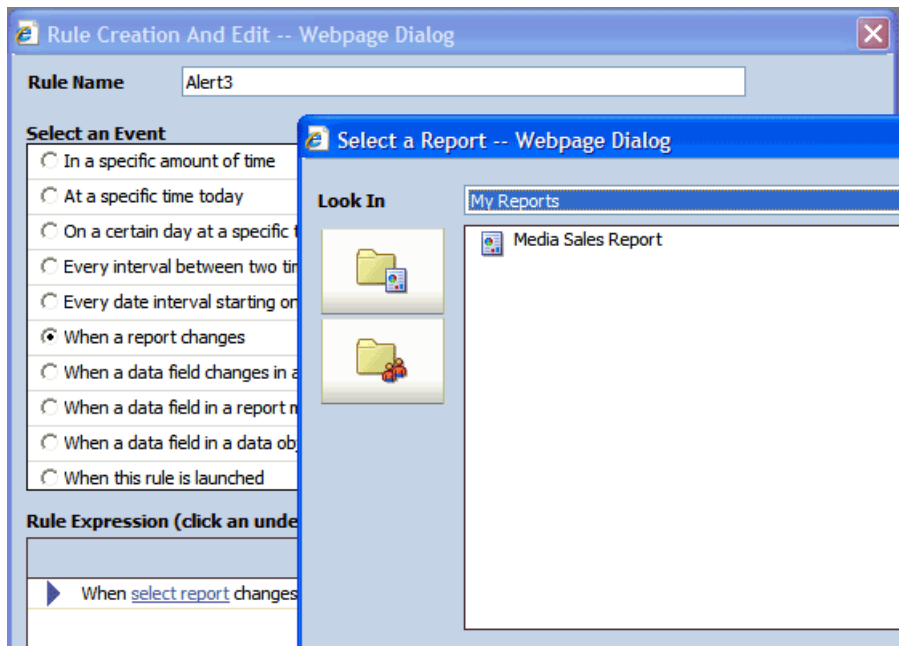 Rule Creation And Edit -- Webpage Dialog
Rule Name
Alert3
Select an Event
In a specific amount of time
At a specific time today
On a certain day at a specific
Every interval between two
Every date interval starting on
When a report changes
When a data field changes in a
When a data field in a report
When a data field in a data
When this rule is launched
Rule Expression (click an
When select report changes
Select a Report -- Webpage Dialog
Look In
My Reports
Media Sales Report